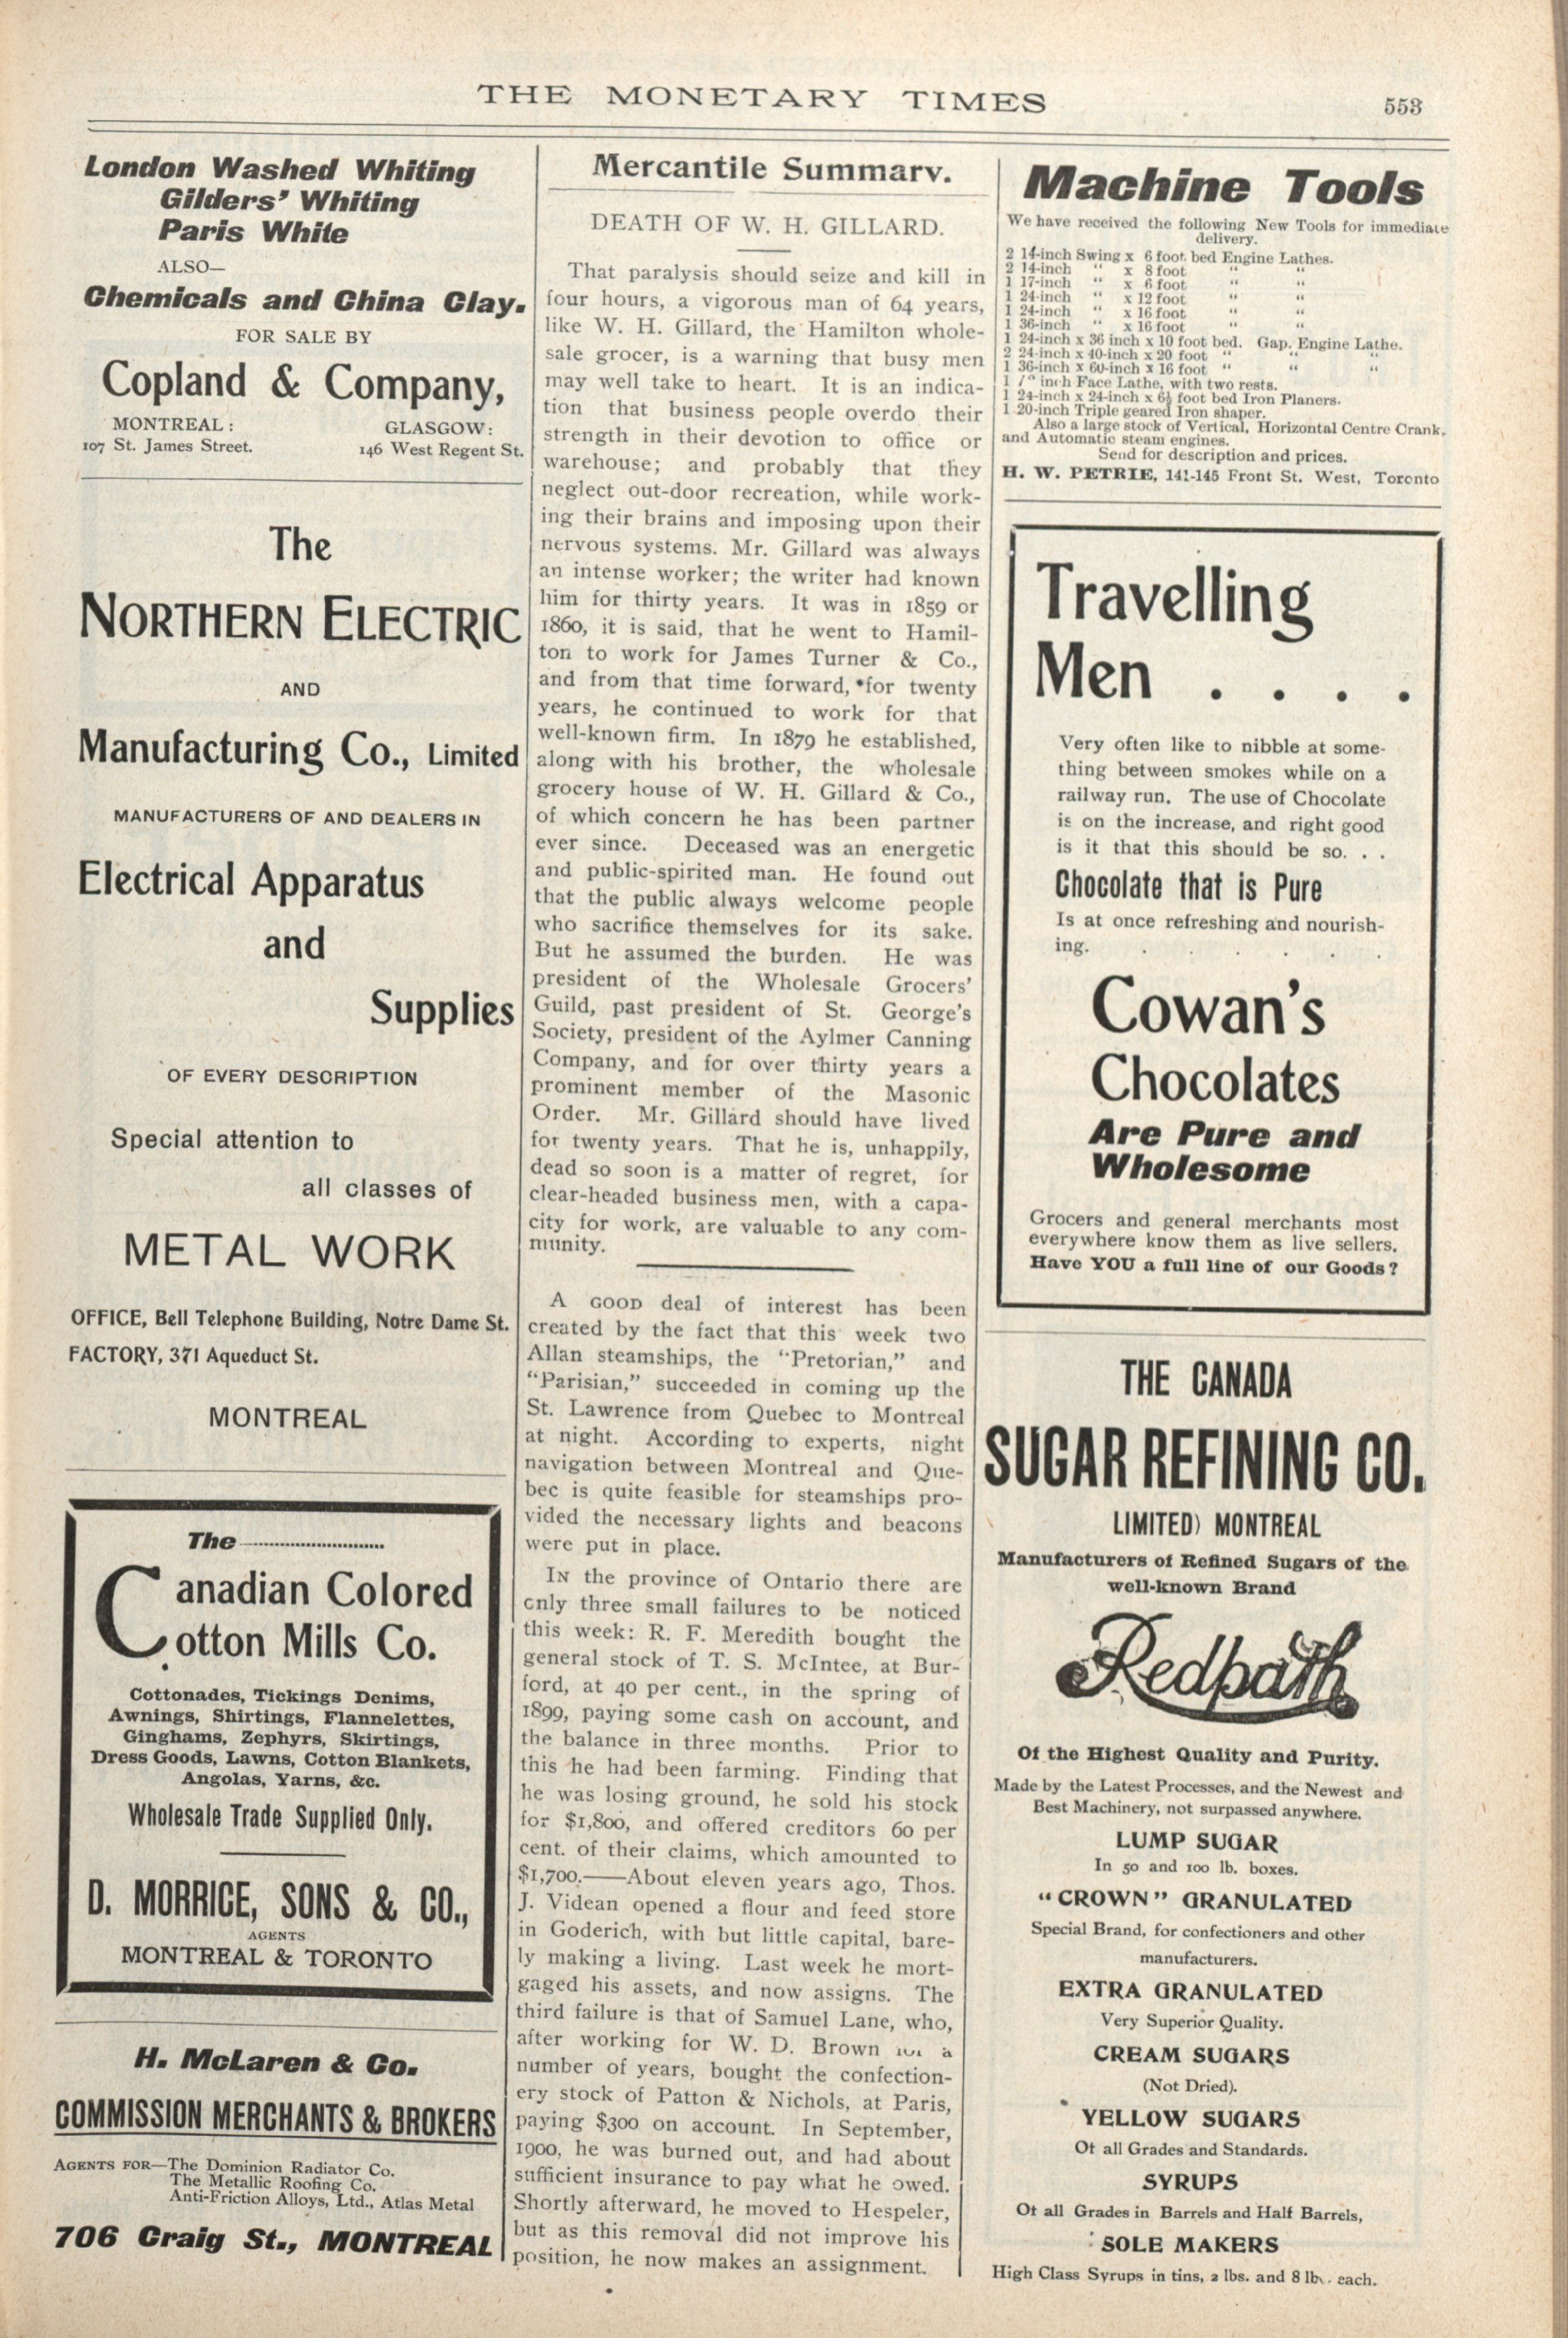 THE MONETARY TIMES
553
London Washed Whiting
Gilders' Whiting
Paris White
ALSO—
Chemicals and China Clay.
FOR SALE BY
Copland & Company,
MONTREAL : GLASGOW:
107 St. James Street. 146 West Regent St.
The
NORTHERN ELECTRIC
AND
Manufacturing Co., Limited
MANUFACTURERS OF AND DEALERS IN
Electrical Apparatus
and
Supplies
OF EVERY DESCRIPTION
Special attention to
all classes of
METAL WORK
OFFICE, Bell Telephone Building, Notre Dame St.
FACTORY, 371 Aqueduct St.
MONTREAL
The
Canadian Colored
Cotton Mills Co.
Cottonades, Tickings Denims,
Awnings, Shirtings, Flannelettes,
Ginghams, Zephyrs, Skirtings,
Dress Goods, Lawns, Cotton Blankets,
Angolas, Yarns, &c.
Wholesale Trade Supplied Only.
D. MORRICE, SONS & CO.,
AGENTS
MONTREAL & TORONTO
H. McLaren & Co.
COMMISSION MERCHANTS & BROKERS
AGENTS FOR—The Dominion Radiator Co.
The Metallic Roofing Co.
Anti-Friction Alloys, Ltd., Atlas Metal
706 Craig St., MONTREAL
Mercantile Summary.
DEATH OF W. H. GILLARD.
That paralysis should seize and kill in
four hours, a vigorous man of 64 years,
like W. H. Gillard, the Hamilton whole-
sale grocer, is a warning that busy men
may well take to heart. It is an indica-
tion that business people overdo their
strength in their devotion to office or
warehouse; and probably that they
neglect out-door recreation, while work-
ing their brains and imposing upon their
nervous systems. Mr. Gillard was always
an intense worker; the writer had known
him for thirty years. It was in 1859 or
1860, it is said, that he went to Hamil-
ton to work for James Turner & Co.,
and from that time forward, for twenty
years, he continued to work for that
well-known firm. In 1879 he established,
along with his brother, the wholesale
grocery house of W. H. Gillard & Co.,
of which concern he has been partner
ever since. Deceased was an energetic
and public-spirited man. He found out
that the public always welcome people
who sacrifice themselves for its sake.
But he assumed the burden. He was
president of the Wholesale Grocers'
Guild, past president of St. George's
Society, president of the Aylmer Canning
Company, and for over thirty years a
prominent member of the Masonic
Order. Mr. Gillard should have lived
for twenty years. That he is, unhappily,
dead so soon is a matter of regret, for
clear-headed business men, with a capa-
city for work, are valuable to any com-
munity.
A GOOD deal of interest has been
created by the fact that this week two
Allan steamships, the "Pretorian," and
"Parisian," succeeded in coming up the
St. Lawrence from Quebec to Montreal
at night. According to experts, night
navigation between Montreal and Que-
bec is quite feasible for steamships pro-
vided the necessary lights and beacons
were put in place.
IN the province of Ontario there are
only three small failures to be noticed
this week: R. F. Meredith bought the
general stock of T. S. McIntee, at Bur-
ford, at 40 per cent., in the spring of
1899, paying some cash on account, and
the balance in three months. Prior to
this he had been farming. Finding that
he was losing ground, he sold his stock
for $1,800, and offered creditors 60 per
cent. of their claims, which amounted to
$1,700.——About eleven years ago, Thos.
J. Videan opened a flour and feed store
in Goderich, with but little capital, bare-
ly making a living. Last week he mort-
gaged his assets, and now assigns. The
third failure is that of Samuel Lane, who,
after working for W. D. Brown for a
number of years, bought the confection-
ery stock of Patton & Nichols, at Paris,
paying $300 on account. In September,
1900, he was burned out, and had about
sufficient insurance to pay what he owed.
Shortly afterward, he moved to Hespeler,
but as this removal did not improve his
position, he now makes an assignment.
Machine Tools
We have received the following New Tools for immediate
delivery.
2 14-inch Swing x 6 foot bed Engine Lathes.
2 14-inch " x 8 foot " "
1 17-inch " x 6 foot " "
1 24-inch " x 12 foot " "
1 24-inch " x 16 foot " "
1 36-inch " x 16 foot " "
1 24-inch x 36 inch x 10 foot bed. Gap. Engine Lathe.
2 24-inch x 40-inch x 20 foot " " "
1 36-inch x 60-inch x 16 foot " " "
1 inch Face Lathe, with two rests.
1 24-inch x 24-inch x 6½ foot bed Iron Planers.
1 20-inch Triple geared Iron shaper.
Also a large stock of Vertical, Horizontal Centre Crank,
and Automatic steam engines.
Send for description and prices.
H. W. PETRIE, 141-145 Front St. West, Toronto
Travelling
Men . . . .
Very often like to nibble at some-
thing between smokes while on a
railway run. The use of Chocolate
is on the increase, and right good
is it that this should be so. . .
Chocolate that is Pure
Is at once refreshing and nourish-
ing. . . . . .
Cowan's
Chocolates
Are Pure and
Wholesome
Grocers and general merchants most
everywhere know them as live sellers.
Have YOU a full line of our Goods?
THE CANADA
SUGAR REFINING CO.
LIMITED) MONTREAL
Manufacturers of Refined Sugars of the
well-known Brand
Redpath
Of the Highest Quality and Purity.
Made by the Latest Processes, and the Newest and
Best Machinery, not surpassed anywhere.
LUMP SUGAR
In 50 and 100 lb. boxes.
"CROWN" GRANULATED
Special Brand, for confectioners and other
manufacturers.
EXTRA GRANULATED
Very Superior Quality.
CREAM SUGARS
(Not Dried).
YELLOW SUGARS
Of all Grades and Standards.
SYRUPS
Of all Grades in Barrels and Half Barrels,
SOLE MAKERS
High Class Syrups in tins, 2 lbs. and 8 lbs. each.